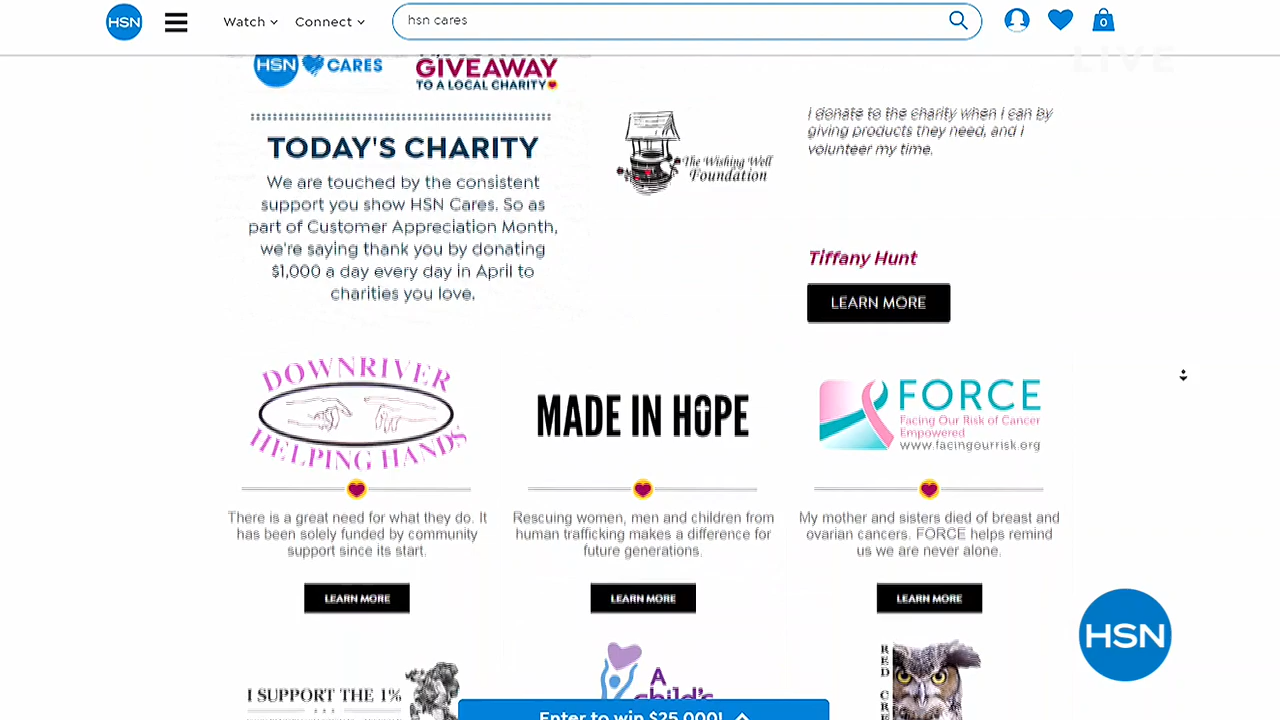 HSN
Watch
Connect
hsn cares
0
LIVE
HSN CARES
GIVEAWAY
TO A LOCAL CHARITY
TODAY'S CHARITY
We are touched by the consistent
support you show HSN Cares. So as
part of Customer Appreciation Month,
we're saying thank you by donating
$1,000 a day every day in April to
charities you love.
The Wishing Well
Foundation
I donate to the charity when I can by
giving products they need, and I
volunteer my time.
Tiffany Hunt
LEARN MORE
DOWNRIVER
HELPING HANDS
There is a great need for what they do. It
has been solely funded by community
support since its start.
LEARN MORE
MADE IN HOPE
Rescuing women, men and children from
human trafficking makes a difference for
future generations.
LEARN MORE
FORCE
Facing Our Risk of Cancer
Empowered
www.facingourrisk.org
My mother and sisters died of breast and
ovarian cancers. FORCE helps remind
us we are never alone.
LEARN MORE
I SUPPORT THE 1%
A
child's
RED
Enter to win $25,000!
HSN